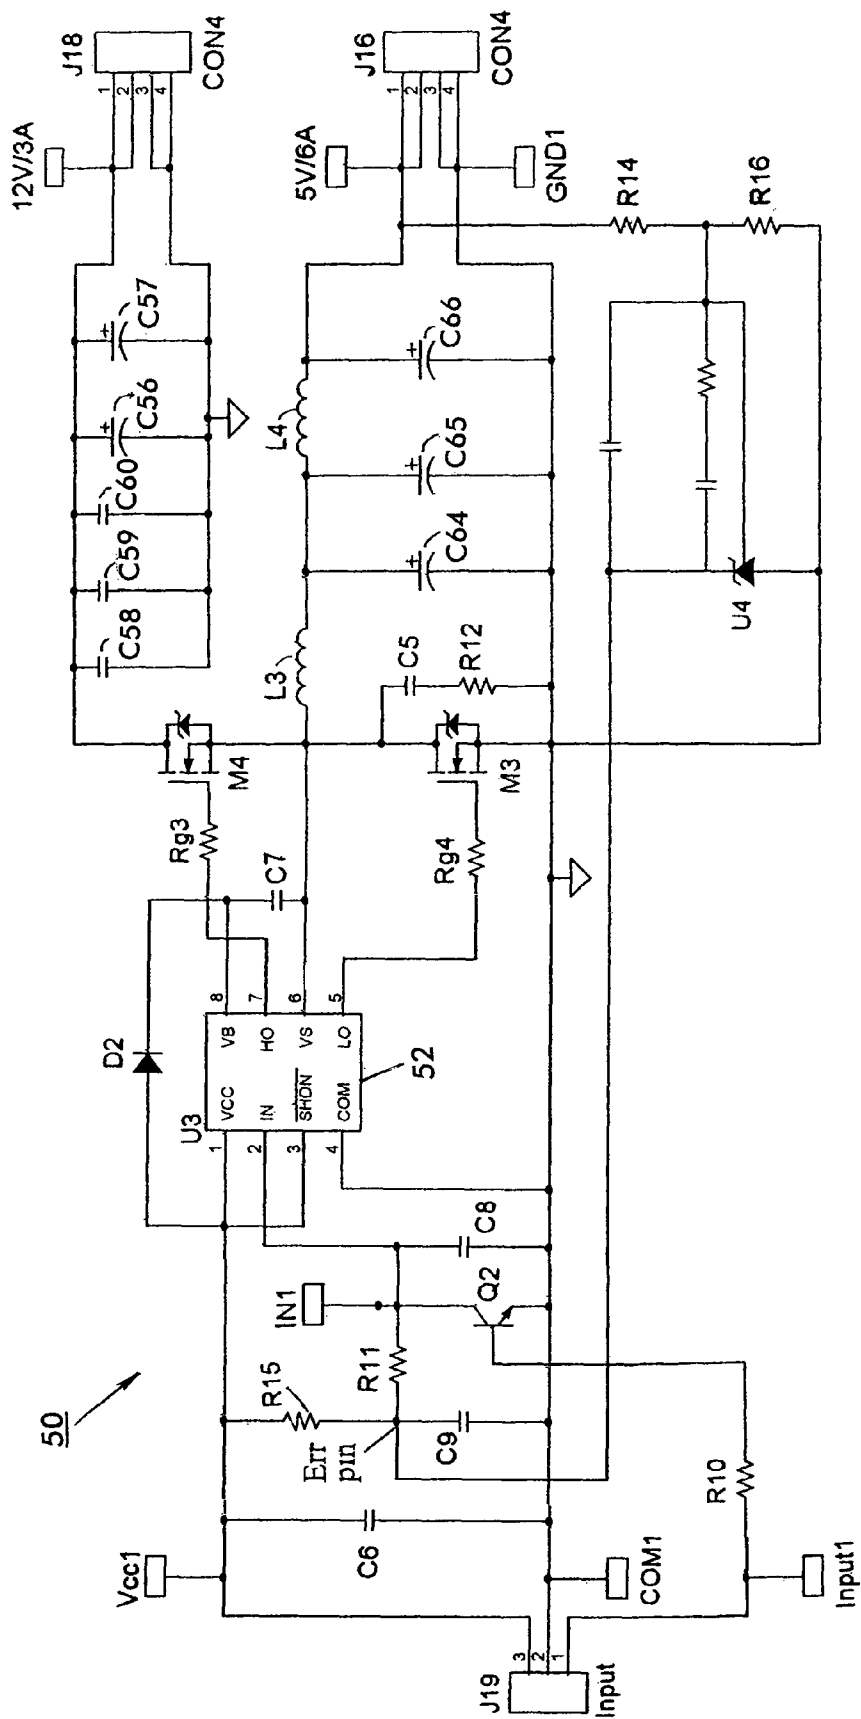 50
J19
Input
3
2
1
Vcc1
COM1
Input1
C6
R10
R15
Err
pin
C9
R11
IN1
Q2
C8
D2
U3
1
2
3
4
VCC
IN
SHDN
COM
VB
HO
VS
LO
8
7
6
5
52
C7
Rg3
Rg4
M4
M3
L3
C5
R12
C58
C59
C60
C56
C57
L4
C64
C65
C66
U4
R14
R16
12V/3A
J18
1
2
3
4
CON4
5V/6A
J16
1
2
3
4
CON4
GND1